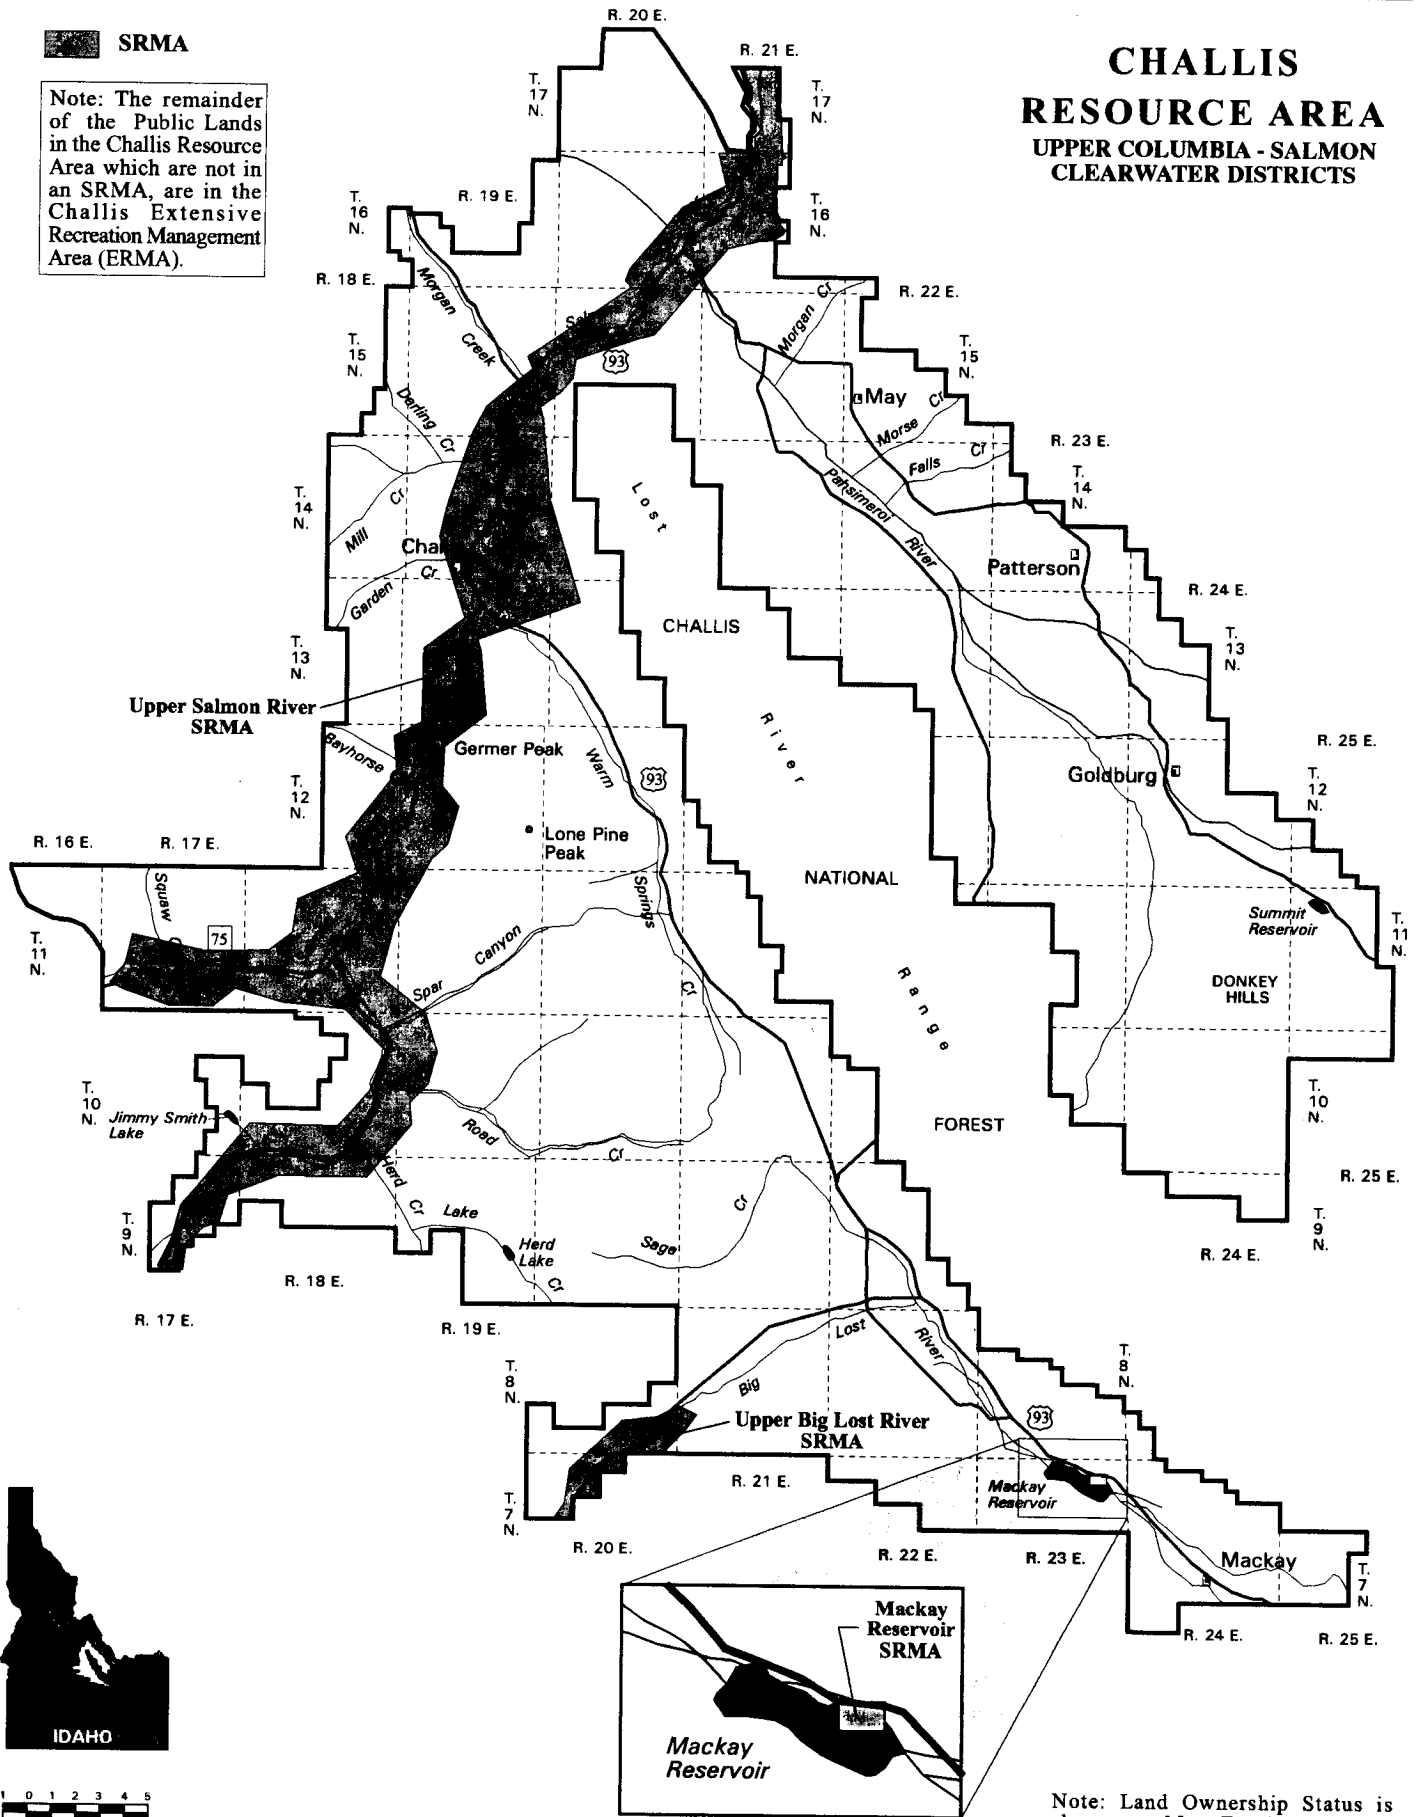 SRMA
Note: The remainder
of the Public Lands
in the Challis Resource
Area which are not in
an SRMA, are in the
Challis Extensive
Recreation Management
Area (ERMA).
CHALLIS
RESOURCE AREA
UPPER COLUMBIA - SALMON
CLEARWATER DISTRICTS
R. 20 E.
R. 21 E.
T.
17
N.
T.
17
N.
R. 19 E.
T.
16
N.
T.
16
N.
R. 18 E.
R. 22 E.
Morgan
Creek
Morgan Cr
93
T.
15
N.
T.
15
N.
May
Darling Cr
Morse Cr
Falls Cr
R. 23 E.
T.
14
N.
T.
14
N.
Lost
Mill Cr
Pahsimeroi
River
Garden Cr
Patterson
R. 24 E.
CHALLIS
T.
13
N.
T.
13
N.
Upper Salmon River
SRMA
River
Bayhorse
Germer Peak
Warm
93
R. 25 E.
Goldburg
T.
12
N.
T.
12
N.
Lone Pine
Peak
R. 16 E.
R. 17 E.
Squaw
Springs
Cr
NATIONAL
Summit
Reservoir
T.
11
N.
T.
11
N.
75
Spar Canyon
Range
DONKEY
HILLS
T.
10
N.
T.
10
N.
Jimmy Smith
Lake
Road
Cr
FOREST
R. 25 E.
Herd Cr
Lake
Cr
Herd
Lake
Sage
Cr
T.
9
N.
T.
9
N.
R. 24 E.
R. 18 E.
R. 17 E.
R. 19 E.
Big
Lost
River
T.
8
N.
T.
8
N.
Upper Big Lost River
SRMA
93
R. 21 E.
Mackay
Reservoir
T.
7
N.
R. 20 E.
R. 22 E.
R. 23 E.
Mackay
T.
7
N.
R. 24 E.
R. 25 E.
Mackay
Reservoir
SRMA
Mackay
Reservoir
IDAHO
1 0 1 2 3 4 5
Note: Land Ownership Status is